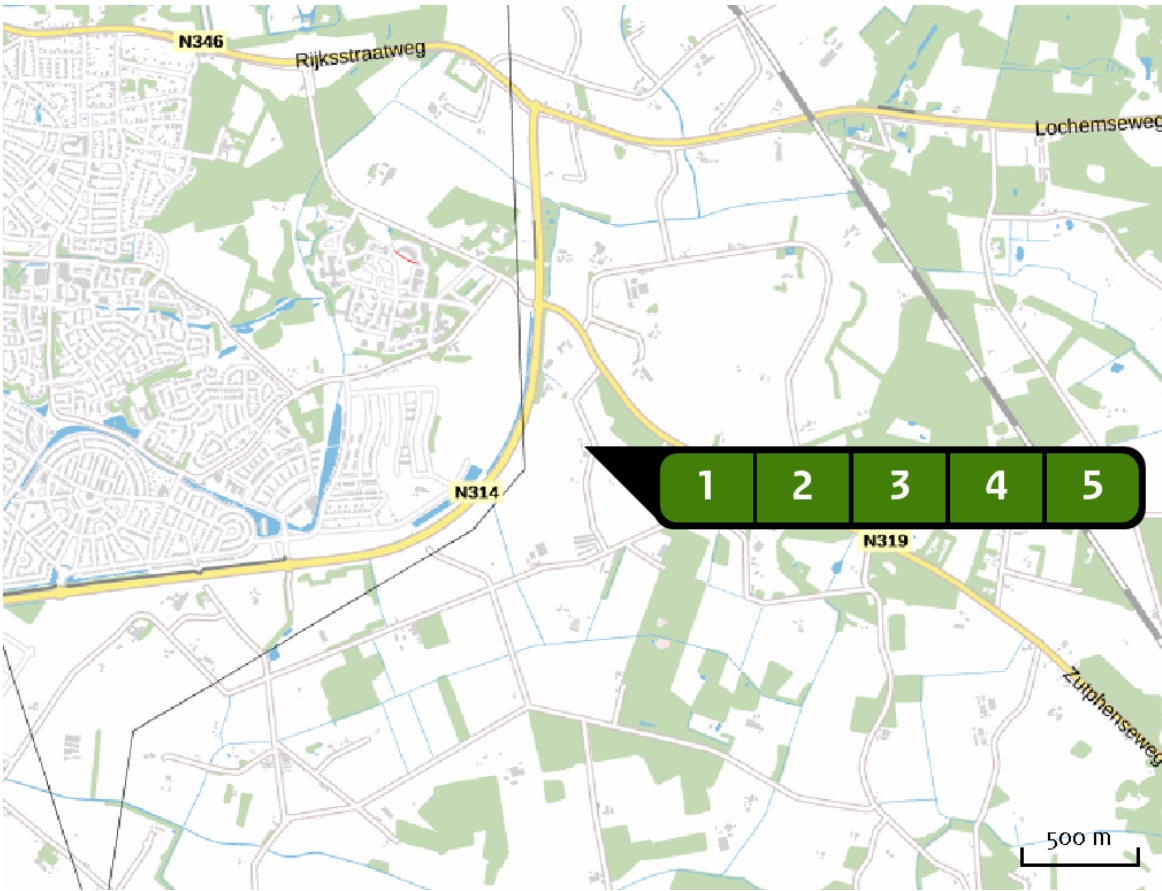 N346
Rijksstraatweg
Lochemseweg
N314
1 2 3 4 5
N319
Zutphenseweg
500 m